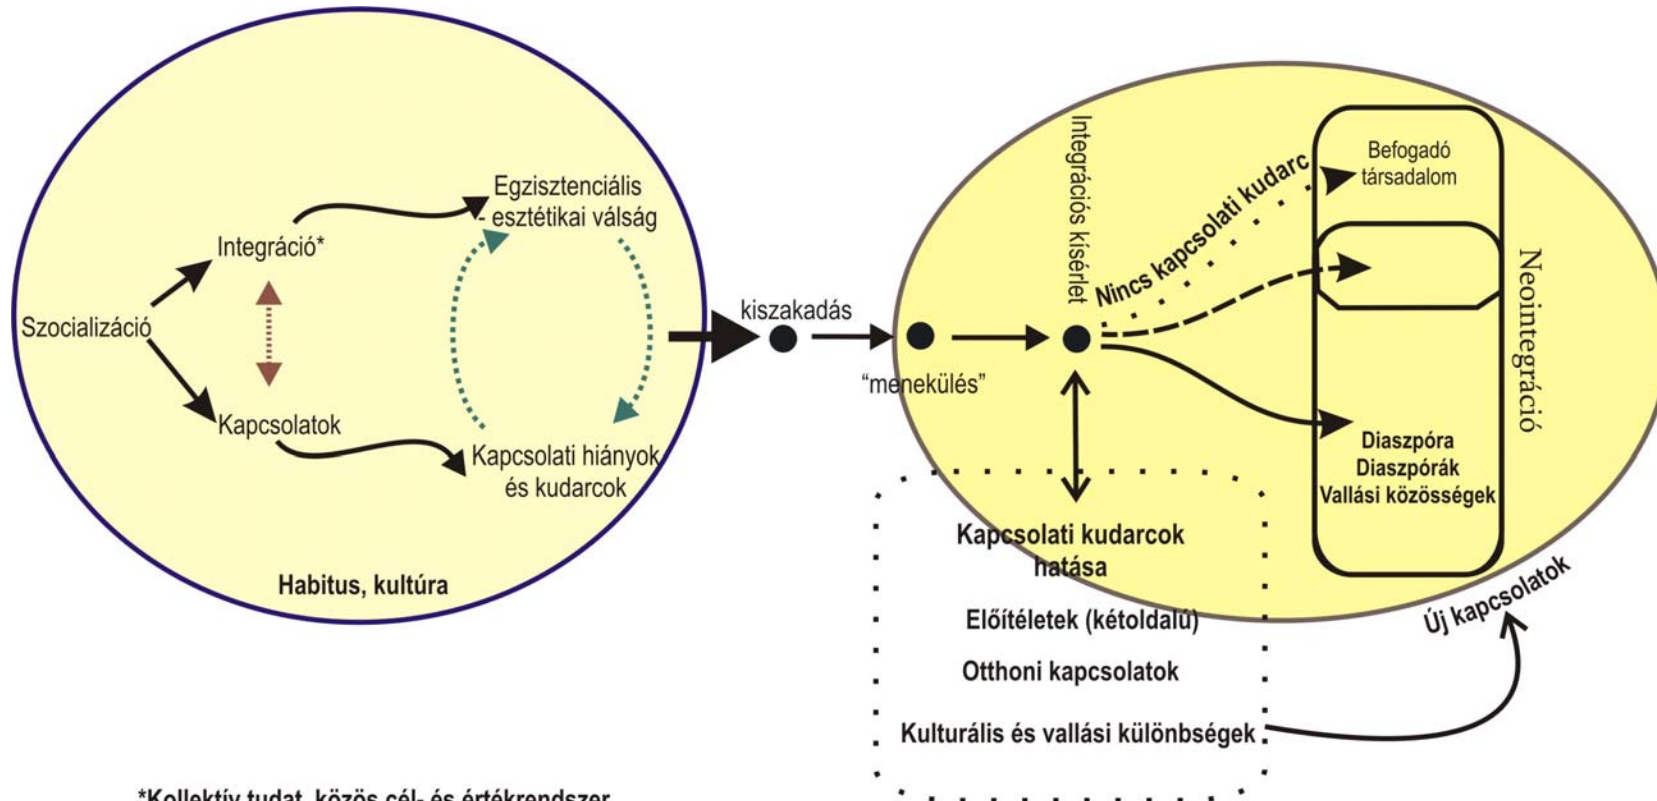 Egzisztenciális
- esztétikai válság
Integráció*
Szocializáció
Kapcsolatok
Kapcsolati hiányok
és kudarcok
Habitus, kultúra
kiszakadás
“menekülés”
Integrációs kísérlet
Nincs kapcsolati kudarc
Befogadó
társadalom
Neointegráció
Diaszpóra
Diaszpórák
Vallási közösségek
Kapcsolati kudarcok
hatása
Előítéletek (kétoldalú)
Otthoni kapcsolatok
Kulturális és vallási különbségek
Új kapcsolatok
*Kollektív tudat, közös cél- és értékrendszer